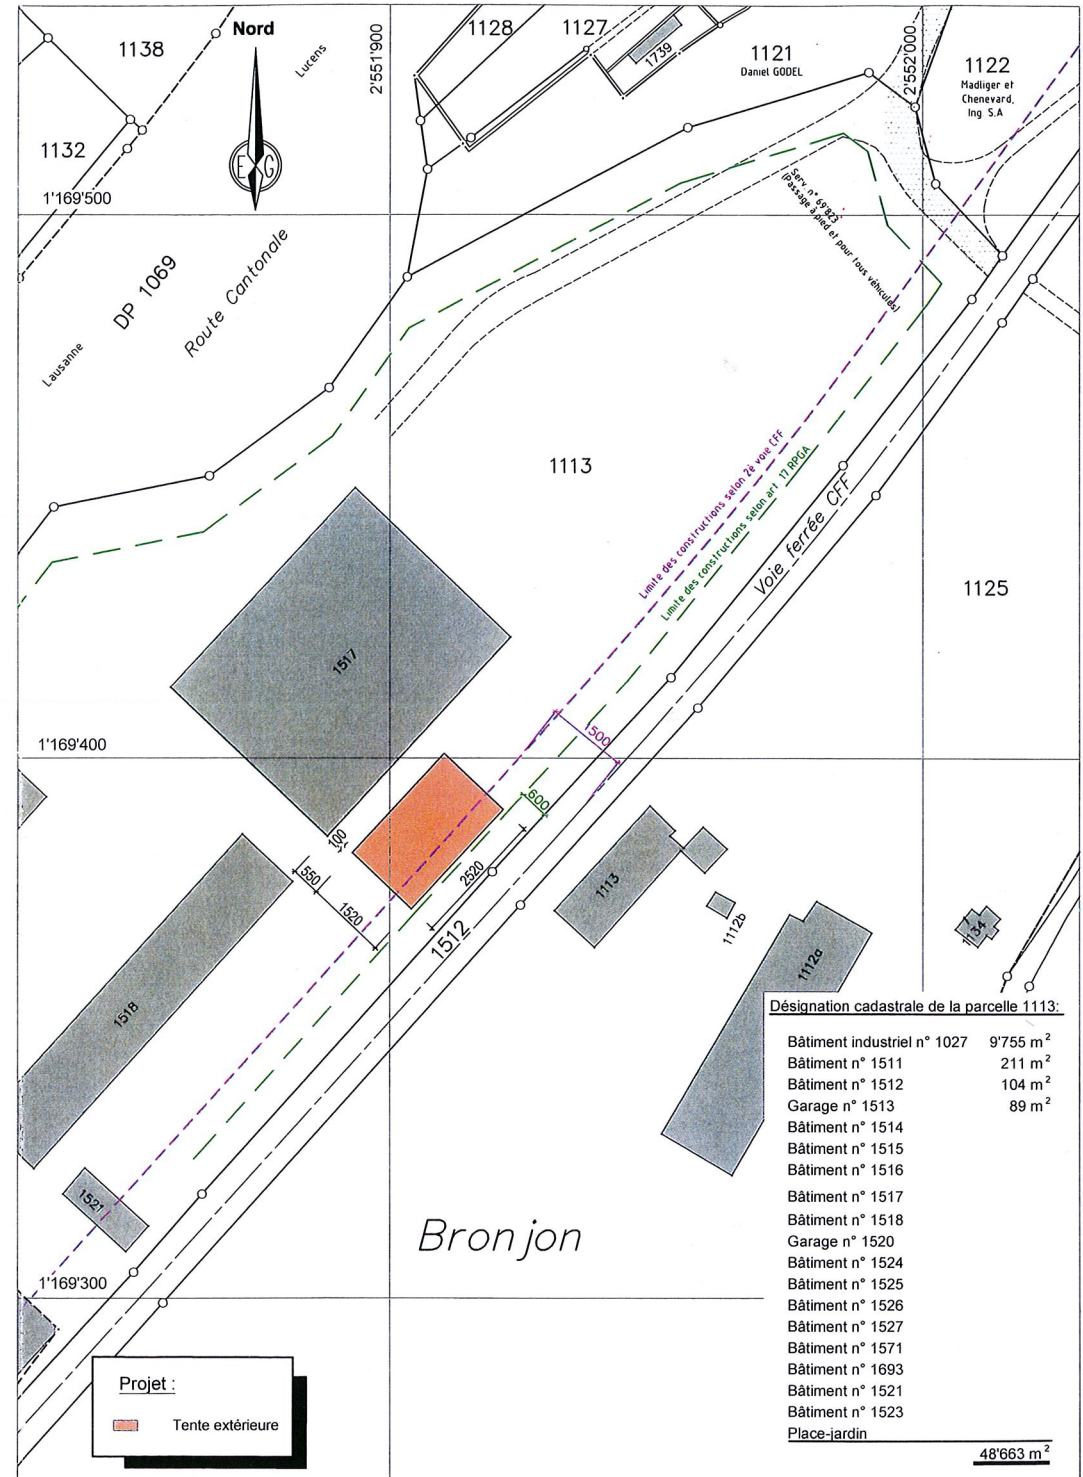 Nord
1138
Lucens
2'551'900
1128
1127
1739
1121
Daniel GODEL
2'552'000
1122
Madliger et
Chenevard,
Ing S.A
1132
1'169'500
E G
DP 1069
Route Cantonale
Lausanne
Serv. n° 69'823
(Passage à pied et pour tous véhicules)
1113
Limite des constructions selon 2è voie CFF
Limite des constructions selon art 17 RPGA
Voie ferrée CFF
1125
1517
1'169'400
1500
600
100
550
1520
2520
1512
1113
1112b
1112a
1134
1518
1521
Bronjon
1'169'300
Projet :
Tente extérieure
Désignation cadastrale de la parcelle 1113:
Bâtiment industriel n° 1027 9'755 m²
Bâtiment n° 1511 211 m²
Bâtiment n° 1512 104 m²
Garage n° 1513 89 m²
Bâtiment n° 1514
Bâtiment n° 1515
Bâtiment n° 1516
Bâtiment n° 1517
Bâtiment n° 1518
Garage n° 1520
Bâtiment n° 1524
Bâtiment n° 1525
Bâtiment n° 1526
Bâtiment n° 1527
Bâtiment n° 1571
Bâtiment n° 1693
Bâtiment n° 1521
Bâtiment n° 1523
Place-jardin
48'663 m²